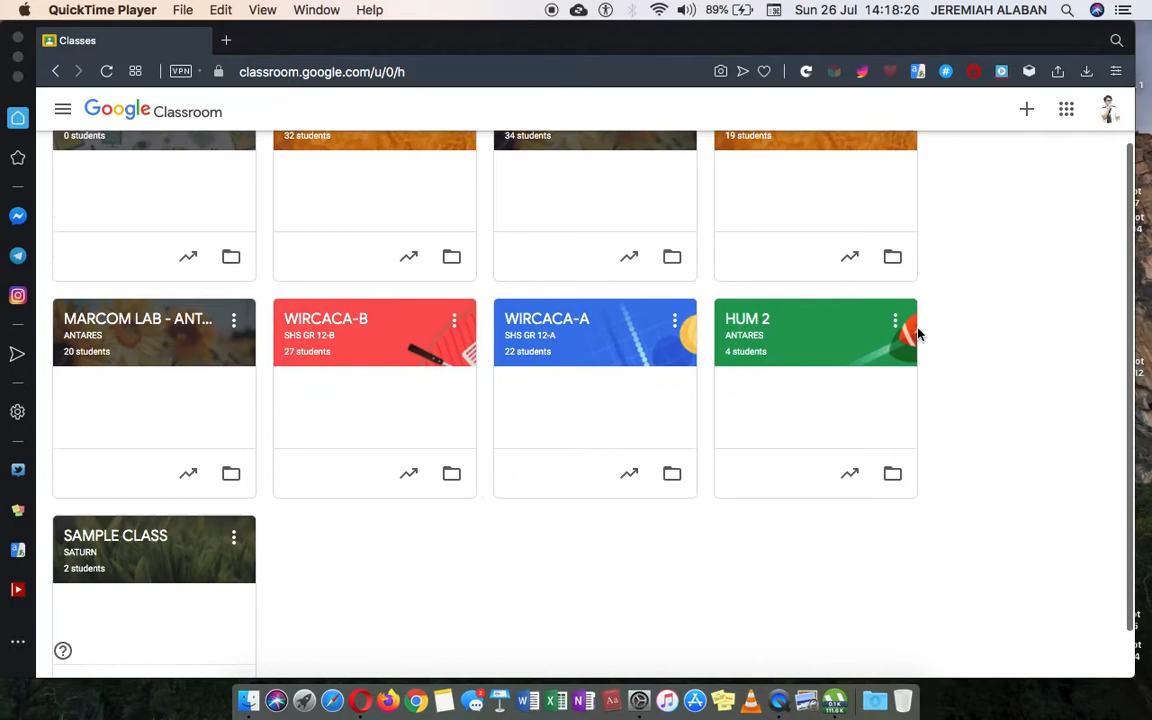 QuickTime Player File Edit View Window Help 89% Sun 26 Jul 14:18:26 JEREMIAH ALABAN
Classes
VPN classroom.google.com/u/0/h
Google Classroom
0 students
32 students
34 students
19 students
MARCOM LAB - ANT...
ANTARES
20 students
WIRCACA-B
SHS GR 12-B
27 students
WIRCACA-A
SHS GR 12-A
22 students
HUM 2
ANTARES
4 students
SAMPLE CLASS
SATURN
2 students